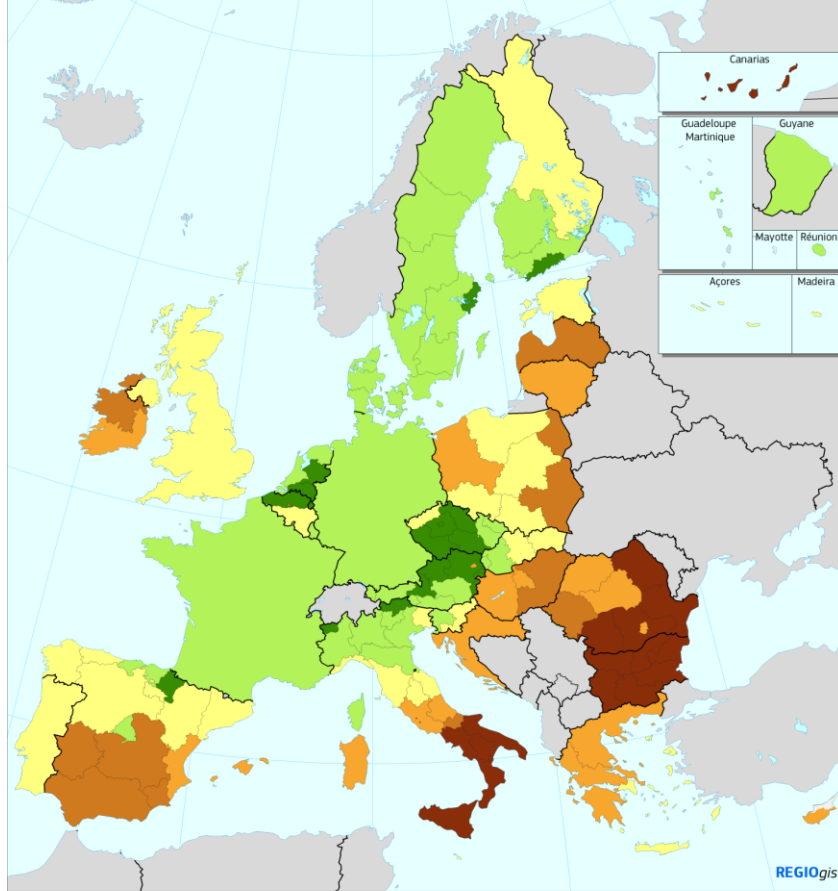 Canarias
Guadeloupe
Martinique
Guyane
Mayotte
Réunion
Açores
Madeira
REGIOgis